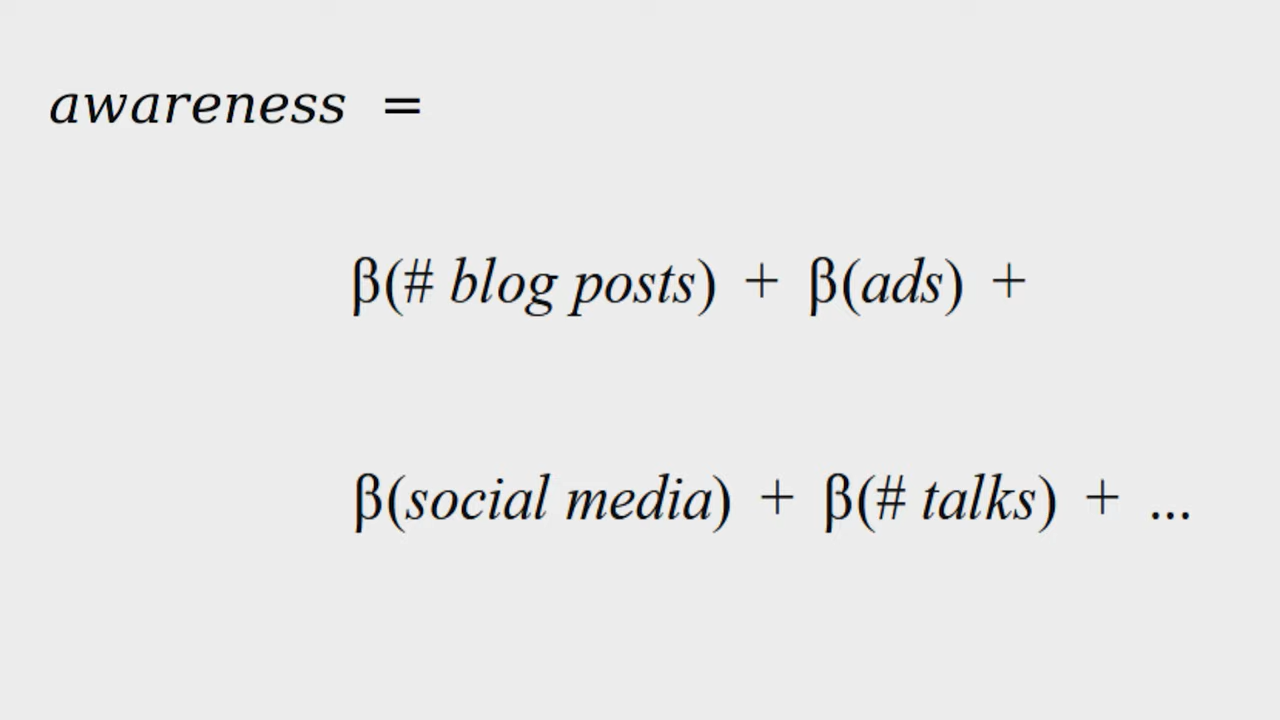 awareness =
β(# blog posts) + β(ads) +
β(social media) + β(# talks) + ...